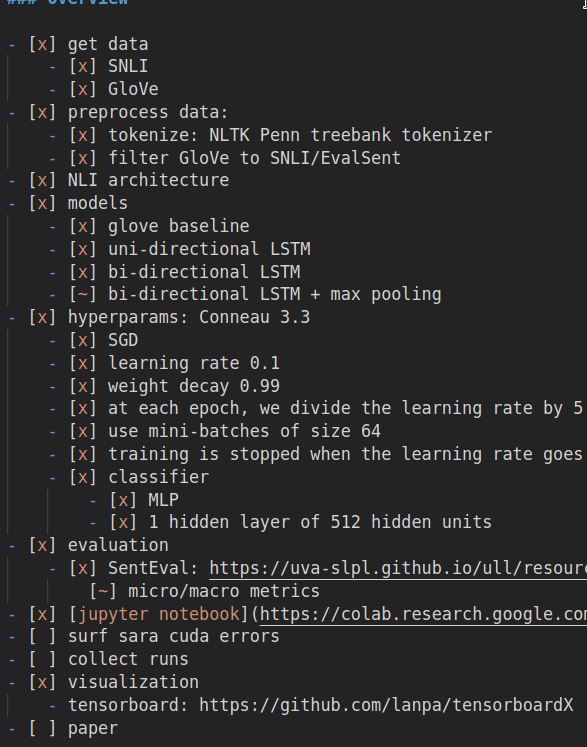 ### overview
- [x] get data
- [x] SNLI
- [x] GloVe
- [x] preprocess data:
- [x] tokenize: NLTK Penn treebank tokenizer
- [x] filter GloVe to SNLI/EvalSent
- [x] NLI architecture
- [x] models
- [x] glove baseline
- [x] uni-directional LSTM
- [x] bi-directional LSTM
- [~] bi-directional LSTM + max pooling
- [x] hyperparams: Conneau 3.3
- [x] SGD
- [x] learning rate 0.1
- [x] weight decay 0.99
- [x] at each epoch, we divide the learning rate by 5
- [x] use mini-batches of size 64
- [x] training is stopped when the learning rate goes
- [x] classifier
- [x] MLP
- [x] 1 hidden layer of 512 hidden units
- [x] evaluation
- [x] SentEval: https://uva-slpl.github.io/ull/resour
[~] micro/macro metrics
- [x] [jupyter notebook](https://colab.research.google.co
- [ ] surf sara cuda errors
- [ ] collect runs
- [x] visualization
- tensorboard: https://github.com/lanpa/tensorboardX
- [ ] paper